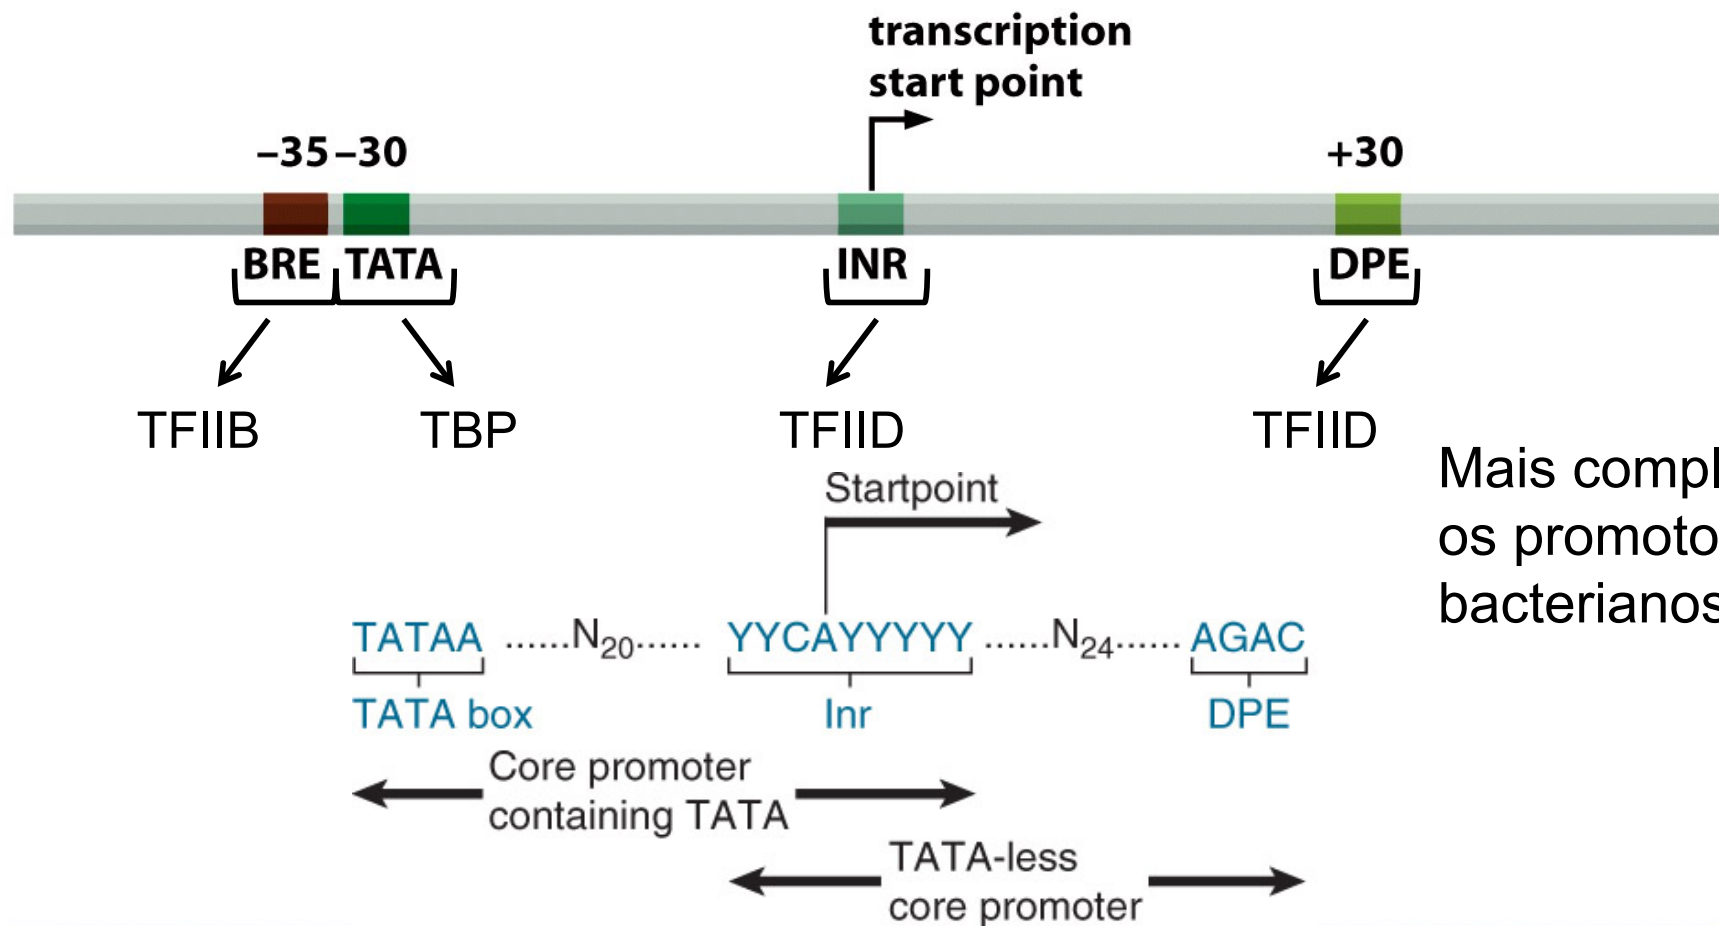 transcription
start point
–35 –30
+30
BRE TATA
INR
DPE
TFIIB
TBP
TFIID
TFIID
Mais compl
os promoto
bacterianos
Startpoint
TATAA ......N20...... YYCAYYYYY ......N24...... AGAC
TATA box
Inr
DPE
Core promoter
containing TATA
TATA-less
core promoter